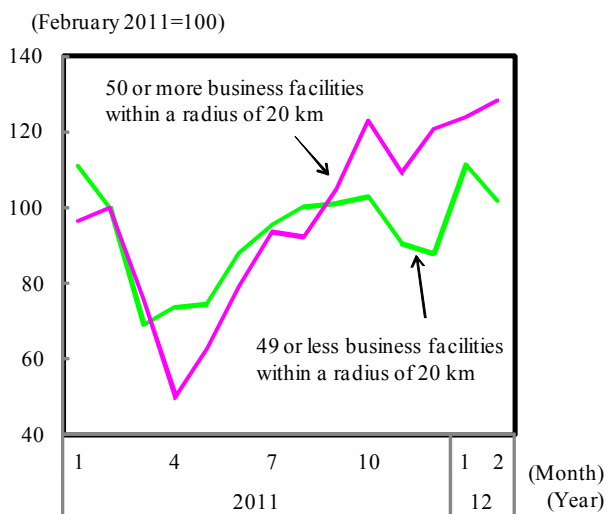 (February 2011=100)
140
120
100
80
60
40
50 or more business facilities
within a radius of 20 km
49 or less business facilities
within a radius of 20 km
1 4 7 10 1 2 (Month)
2011 12 (Year)